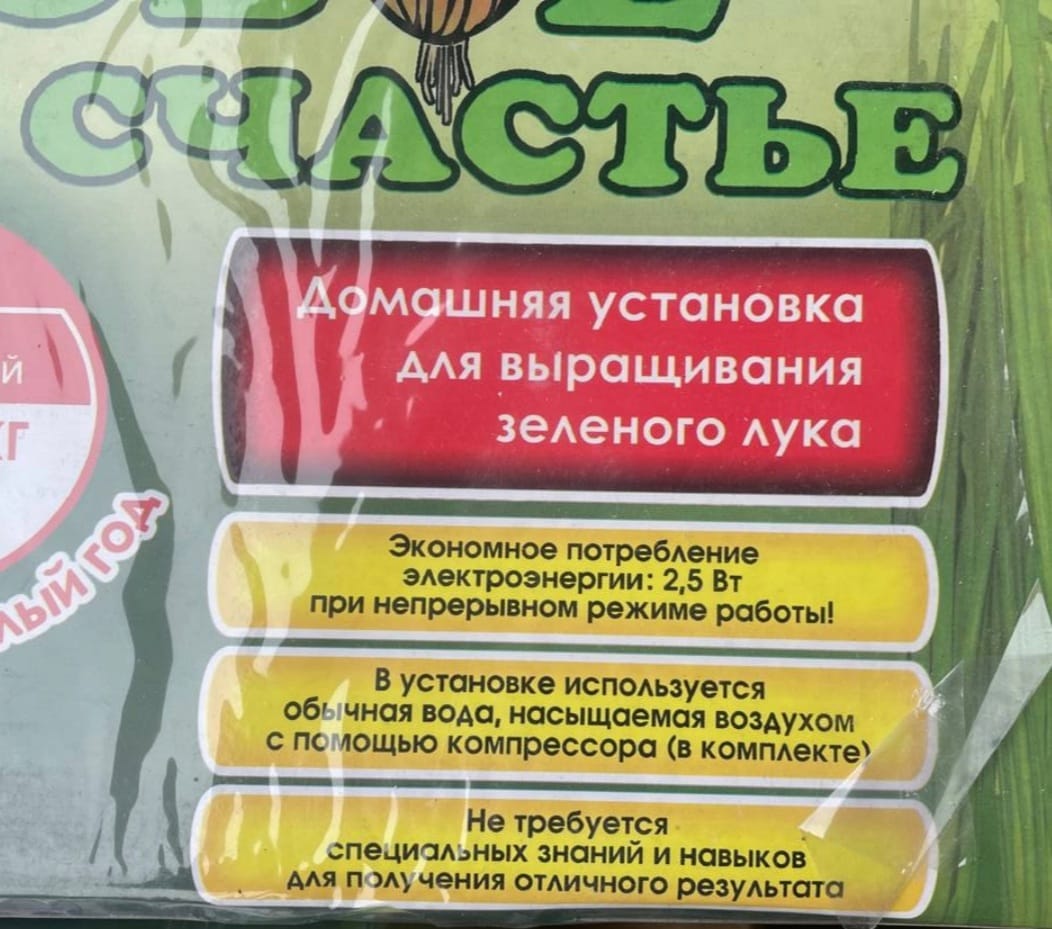 СЧАСТЬЕ
Домашняя установка
для выращивания
зеленого лука
год
Экономное потребление
электроэнергии: 2,5 Вт
при непрерывном режиме работы!
В установке используется
обычная вода, насыщаемая воздухом
с помощью компрессора (в комплекте)
Не требуется
специальных знаний и навыков
для получения отличного результата